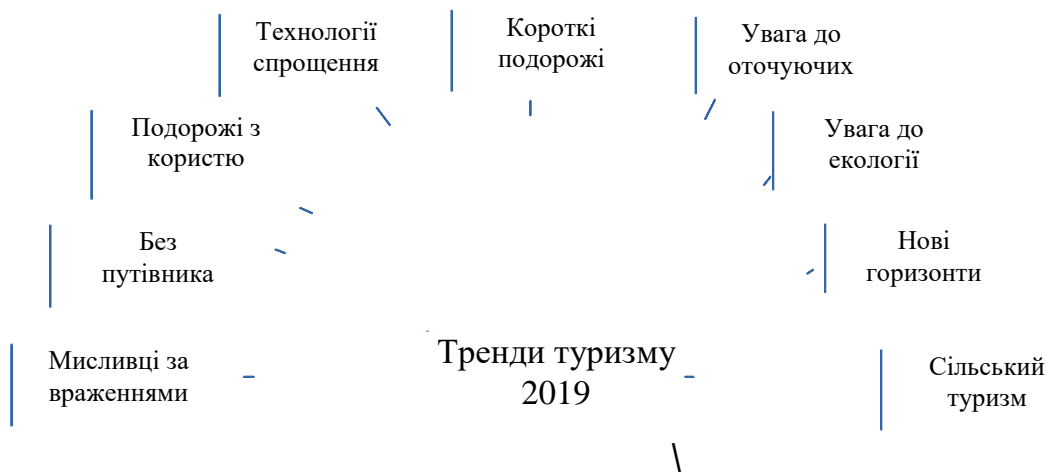 Технології
спрощення
Короткі
подорожі
Увага до
оточуючих
Подорожі з
користю
Увага до
екології
Без
путівника
Нові
горизонти
Мисливці за
враженнями
Тренди туризму
2019
Сільський
туризм